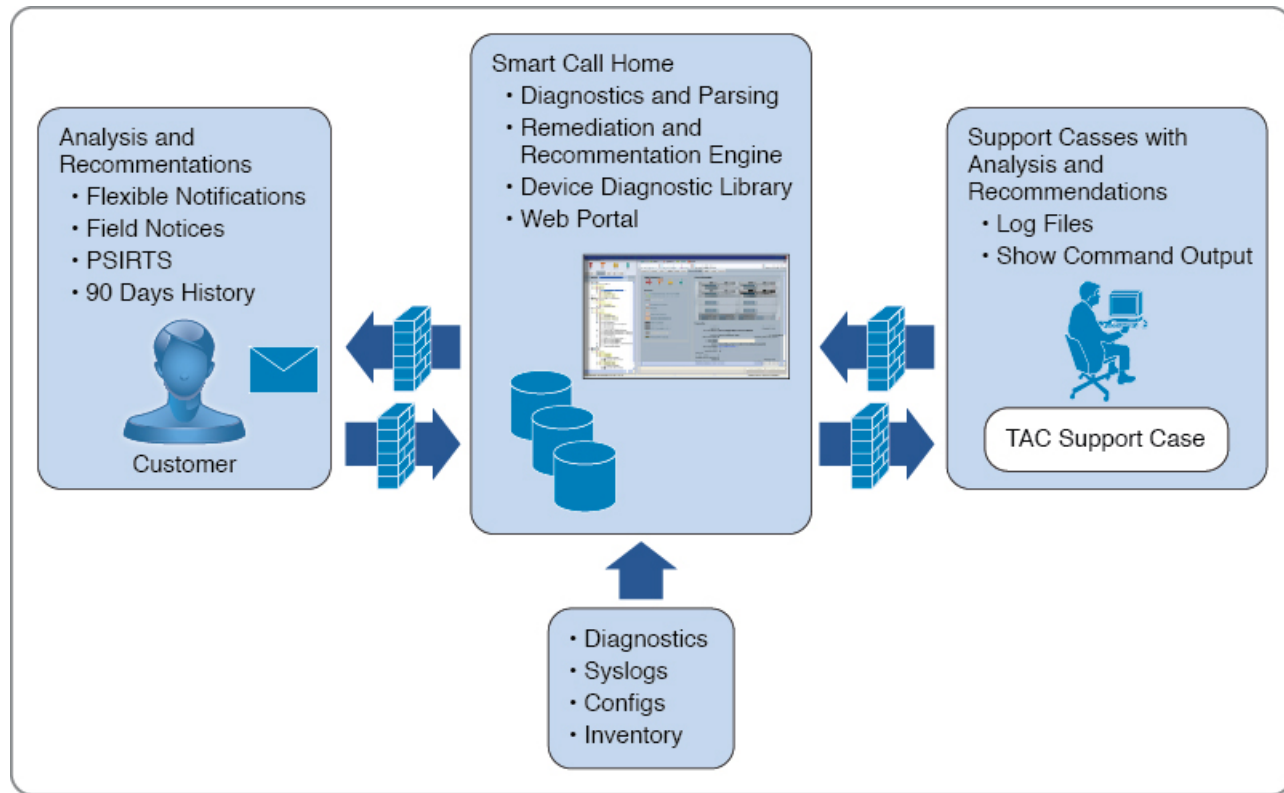 Analysis and
Recommentations
• Flexible Notifications
• Field Notices
• PSIRTS
• 90 Days History
Customer
Smart Call Home
• Diagnostics and Parsing
• Remediation and
Recommentation Engine
• Device Diagnostic Library
• Web Portal
Support Casses with
Analysis and
Recommendations
• Log Files
• Show Command Output
TAC Support Case
• Diagnostics
• Syslogs
• Configs
• Inventory